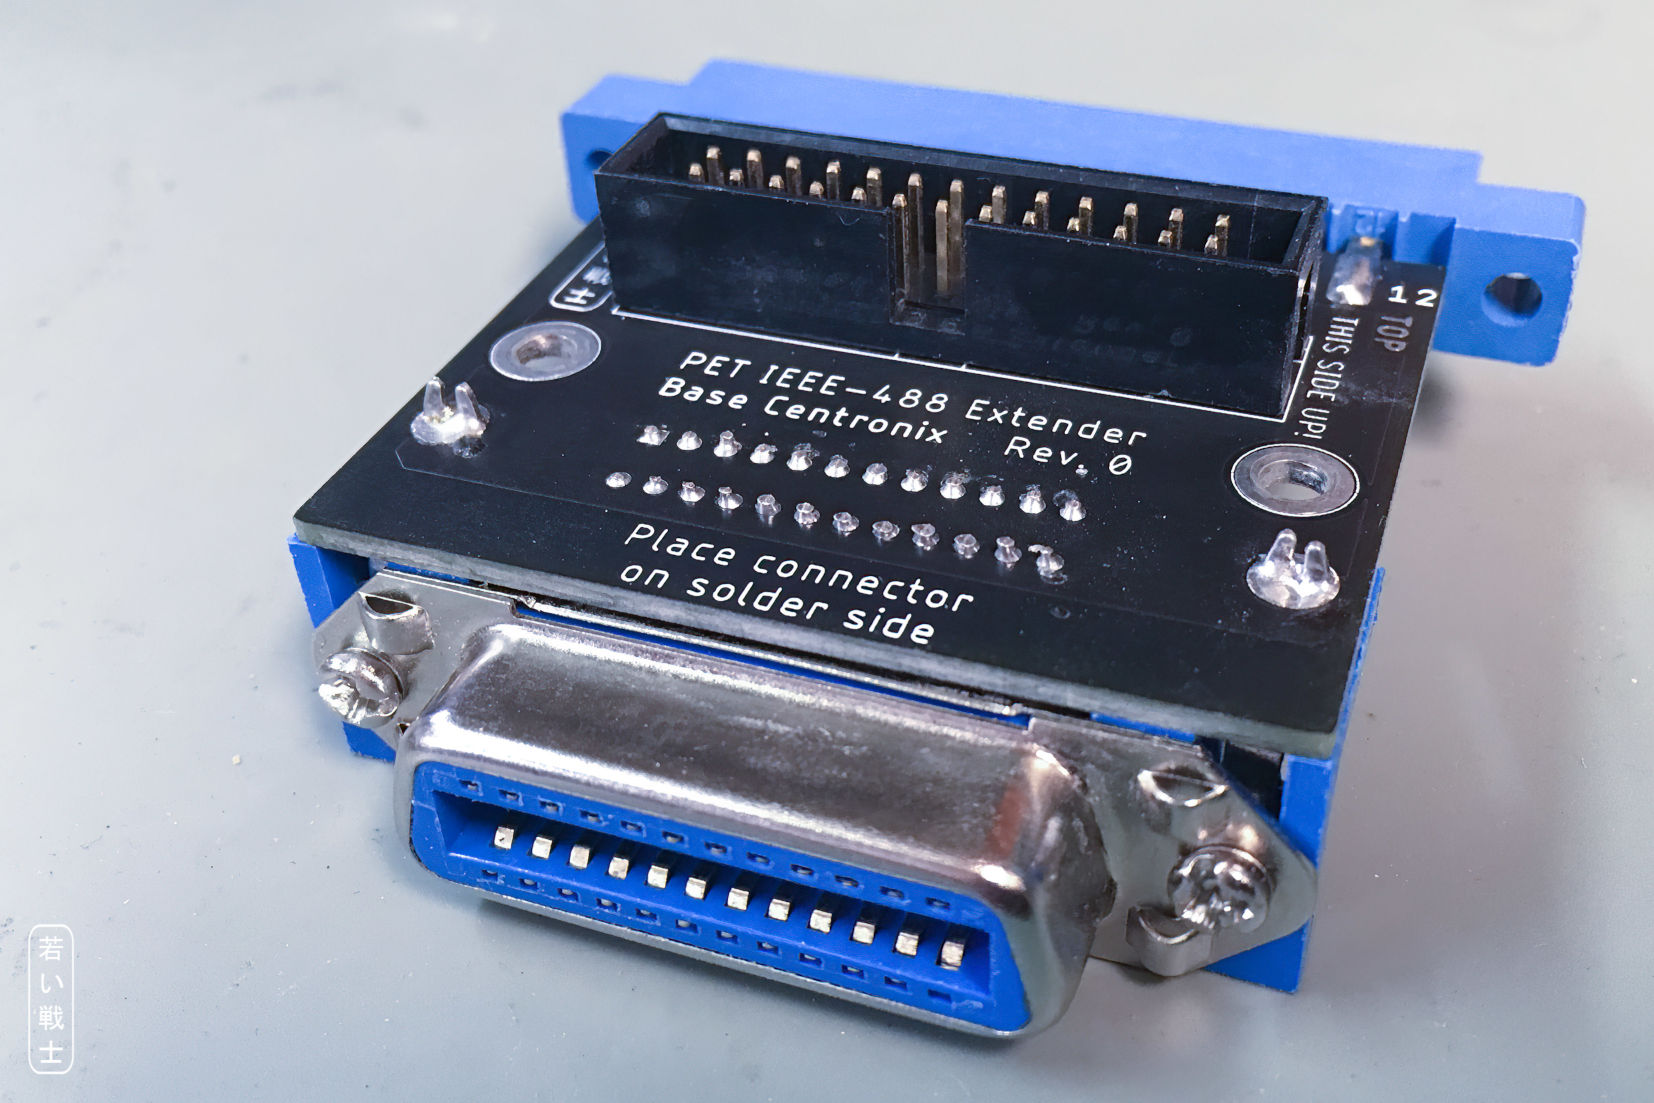 12
TOP
THIS SIDE UP!
士
PET IEEE-488 Extender
Base Centronix Rev. 0
Place connector
on solder side
若い戦士